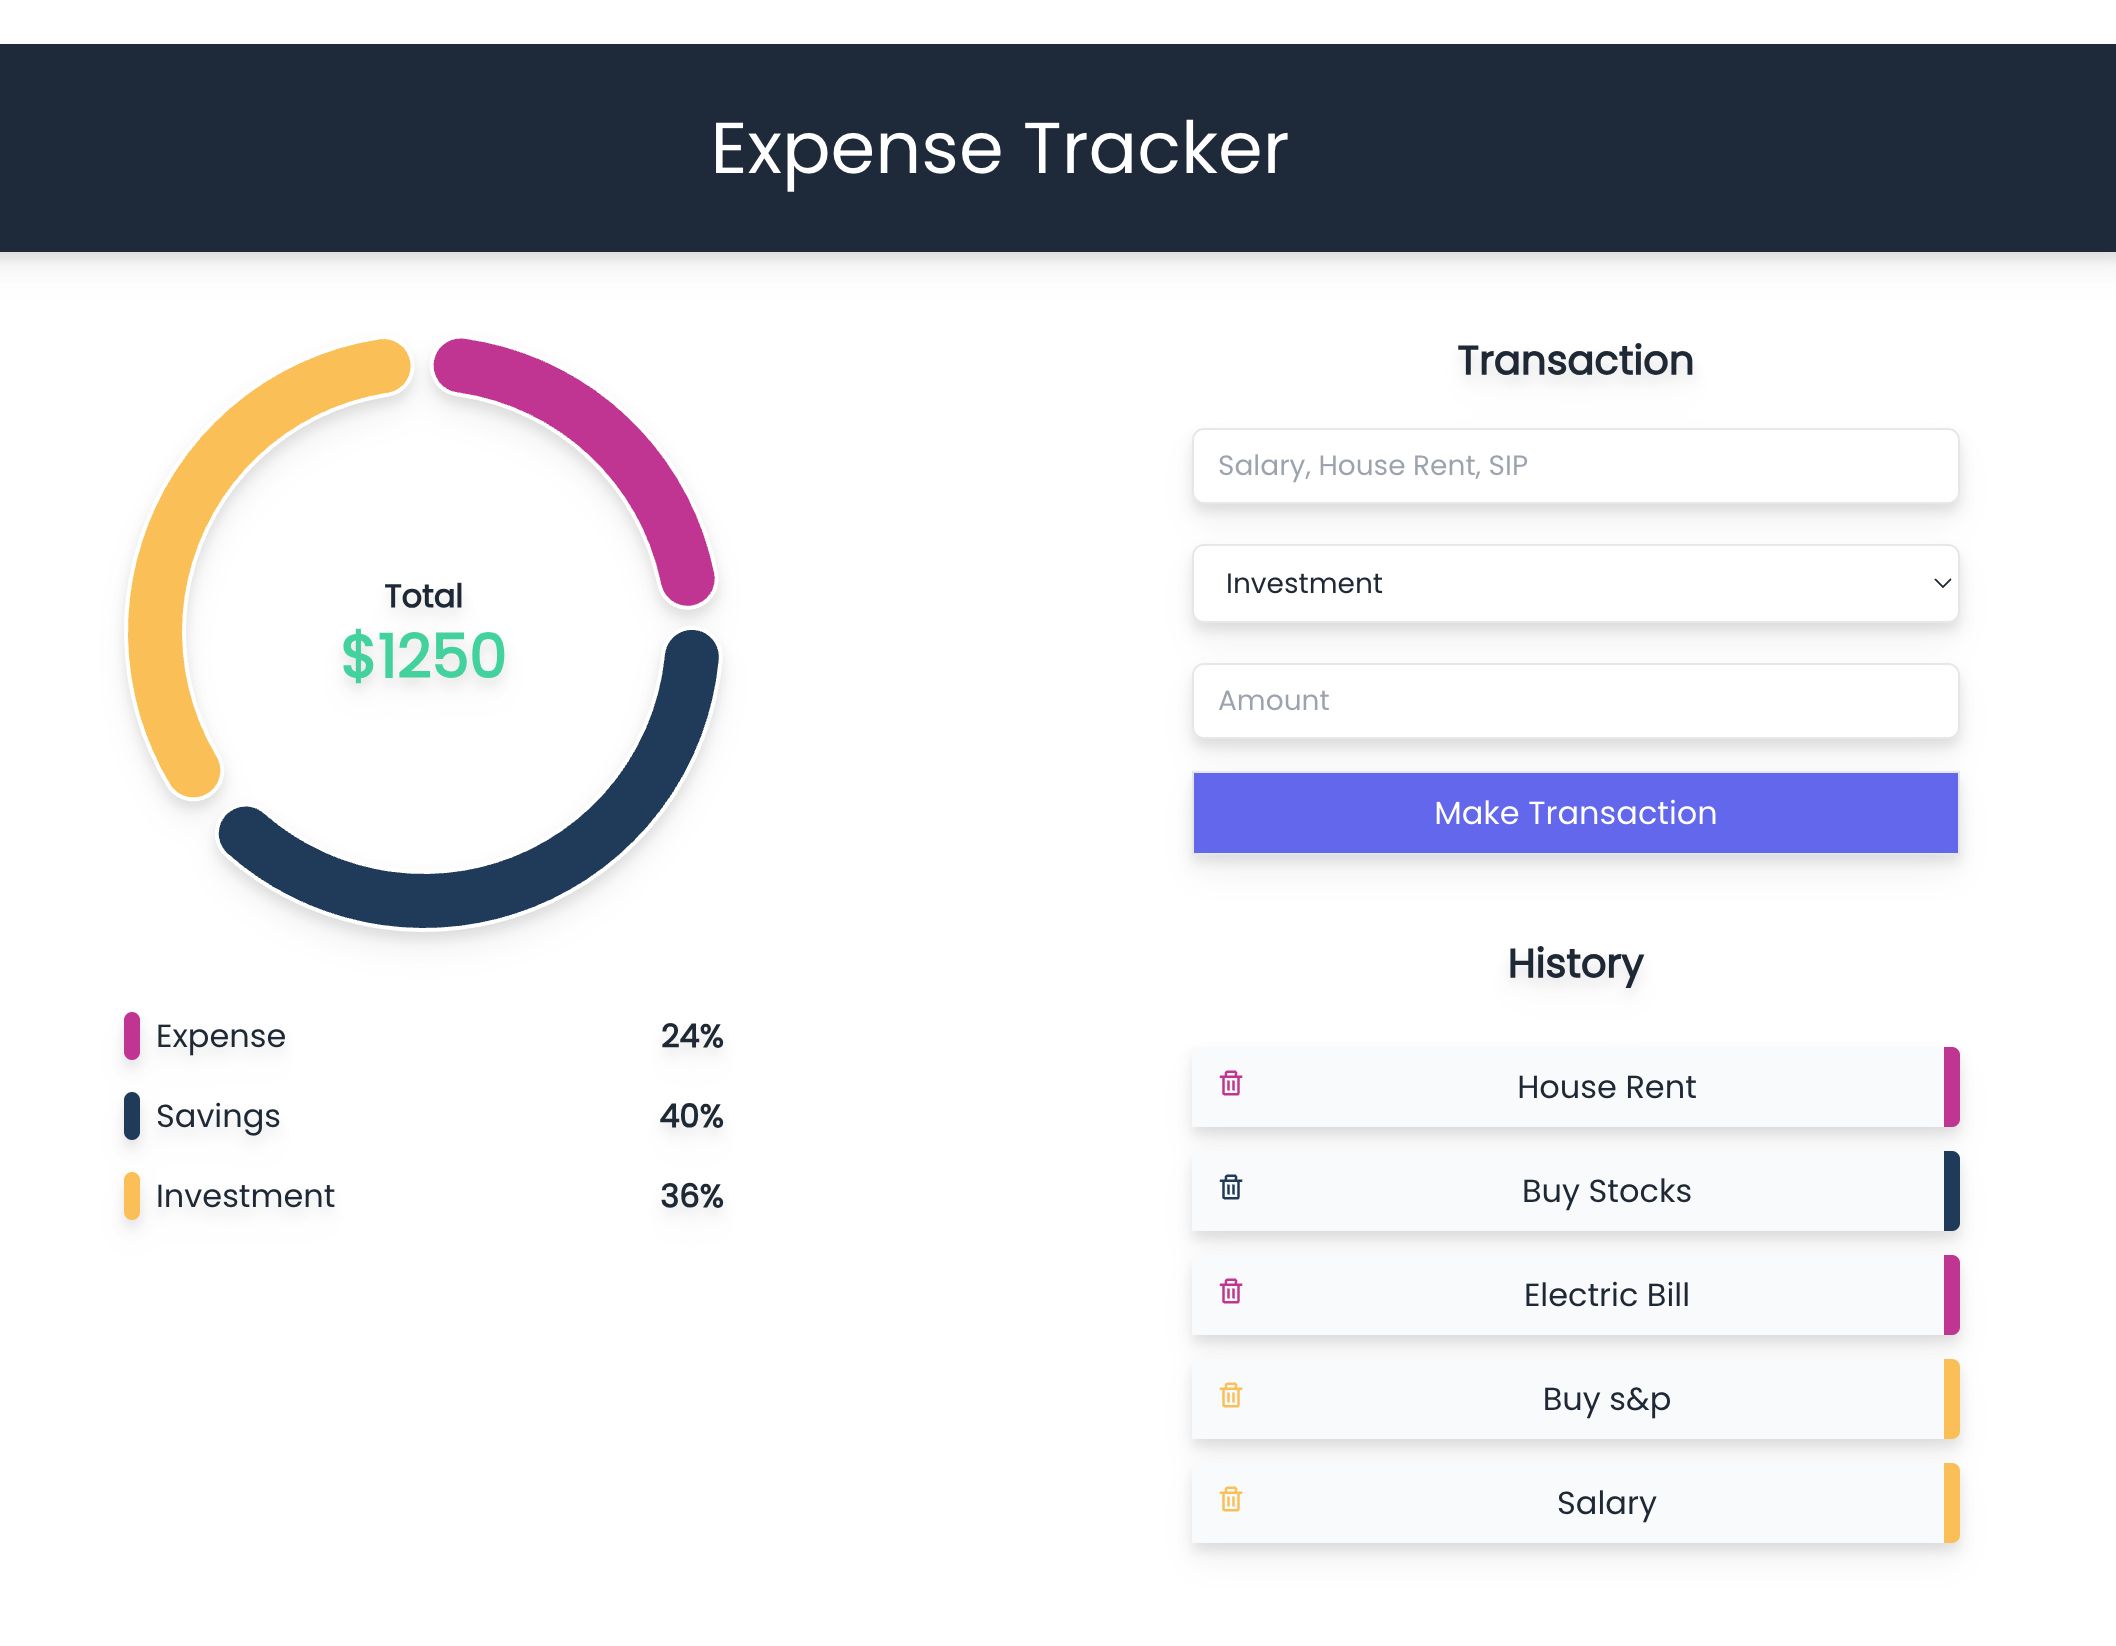 Expense Tracker
Total
$1250
Expense 24%
Savings 40%
Investment 36%
Transaction
Salary, House Rent, SIP
Investment
Amount
Make Transaction
History
House Rent
Buy Stocks
Electric Bill
Buy s&p
Salary